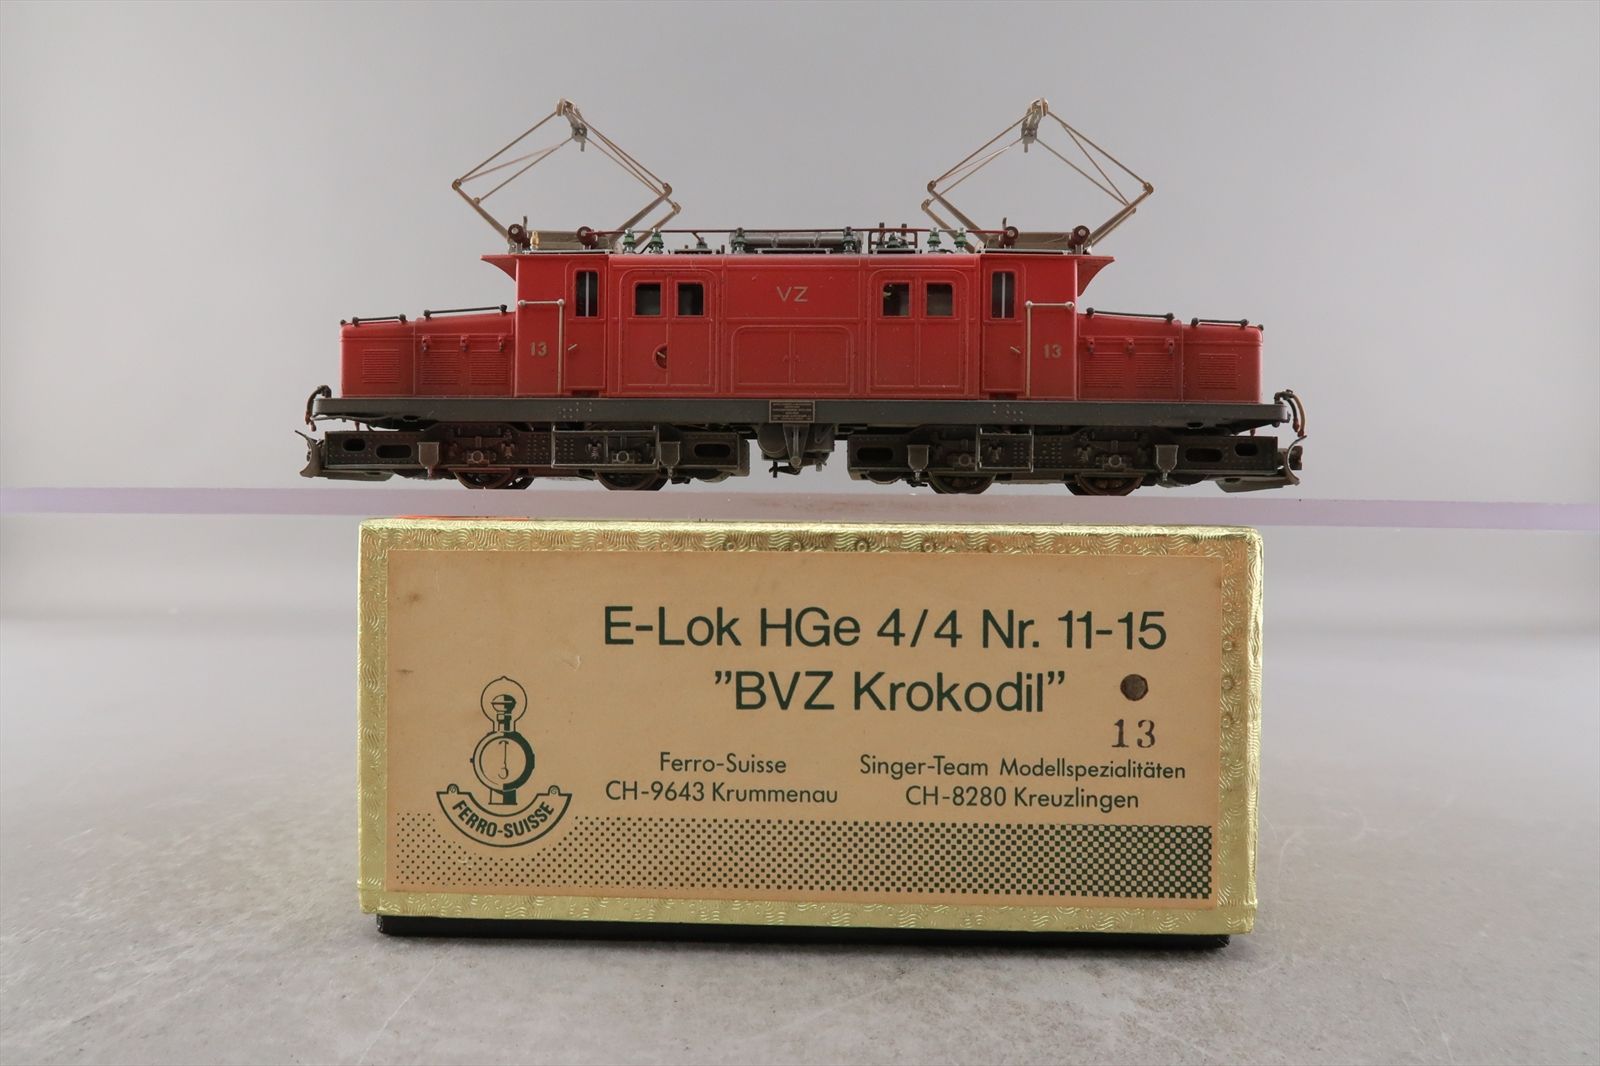 VZ
13
13
E-Lok HGe 4/4 Nr. 11-15
"BVZ Krokodil"
13
Ferro-Suisse
CH-9643 Krummenau
Singer-Team Modellspezialitäten
CH-8280 Kreuzlingen
FERRO-SUISSE